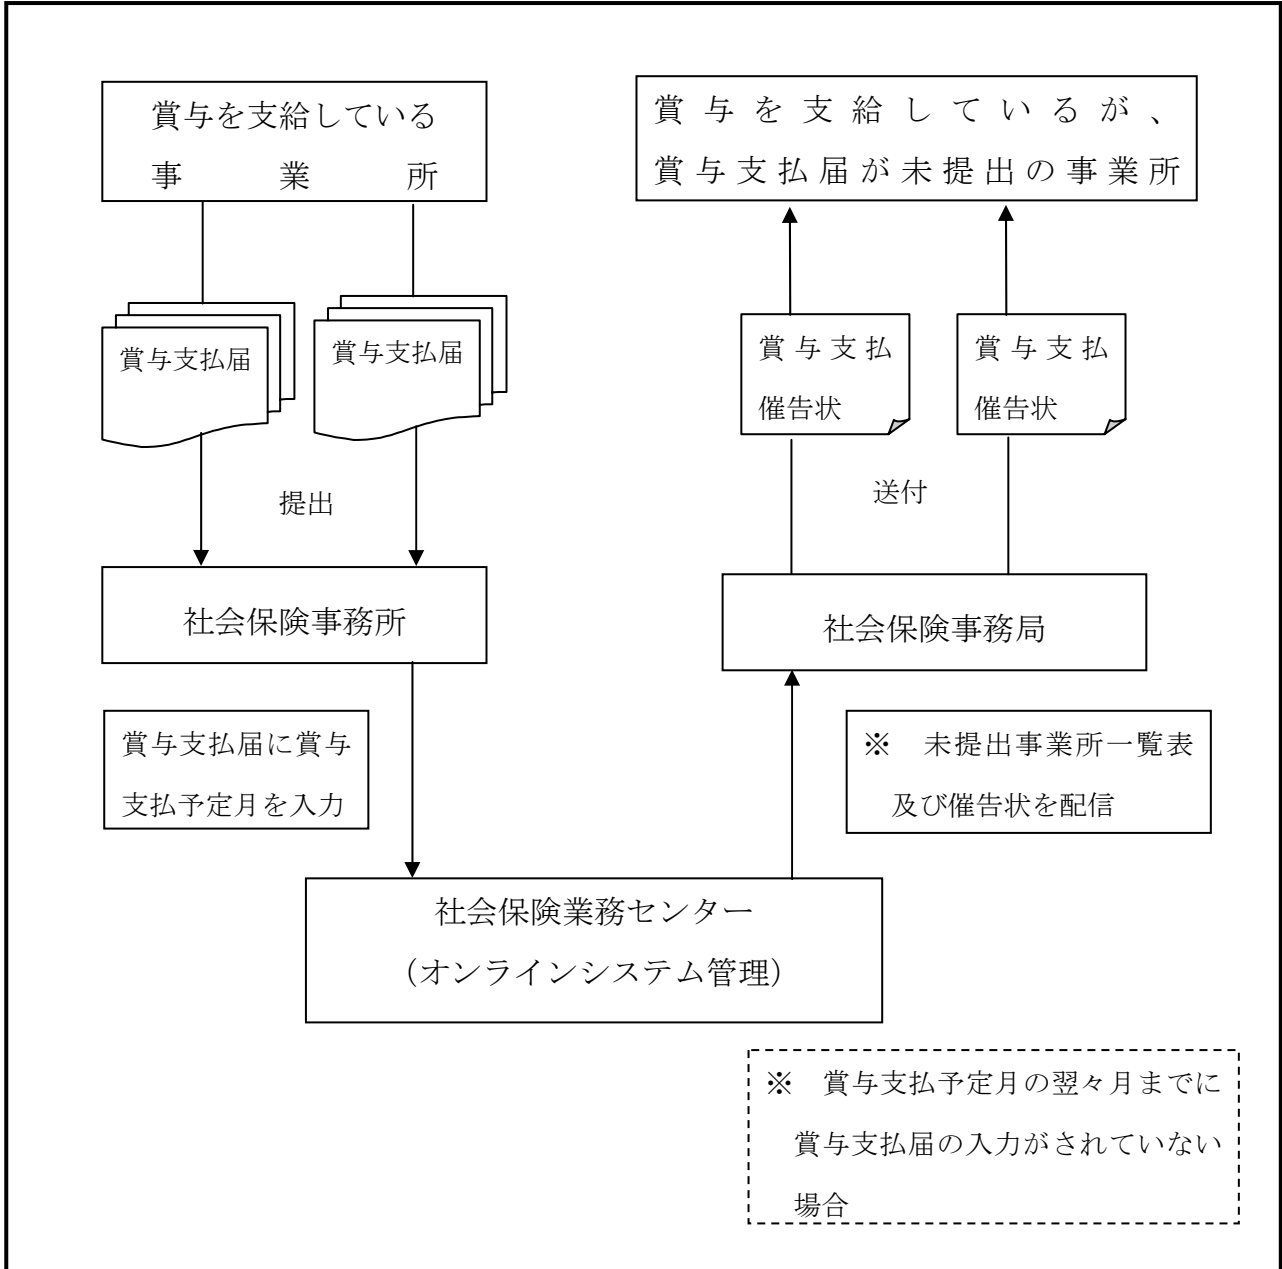 賞与を支給している
事業所
賞与支払届
賞与支払届
提出
社会保険事務所
賞与支払届に賞与
支払予定月を入力
社会保険業務センター
（オンラインシステム管理）
賞与を支給しているが、
賞与支払届が未提出の事業所
賞与支払
催告状
賞与支払
催告状
送付
社会保険事務局
※　未提出事業所一覧表
及び催告状を配信
※　賞与支払予定月の翌々月までに
賞与支払届の入力がされていない
場合